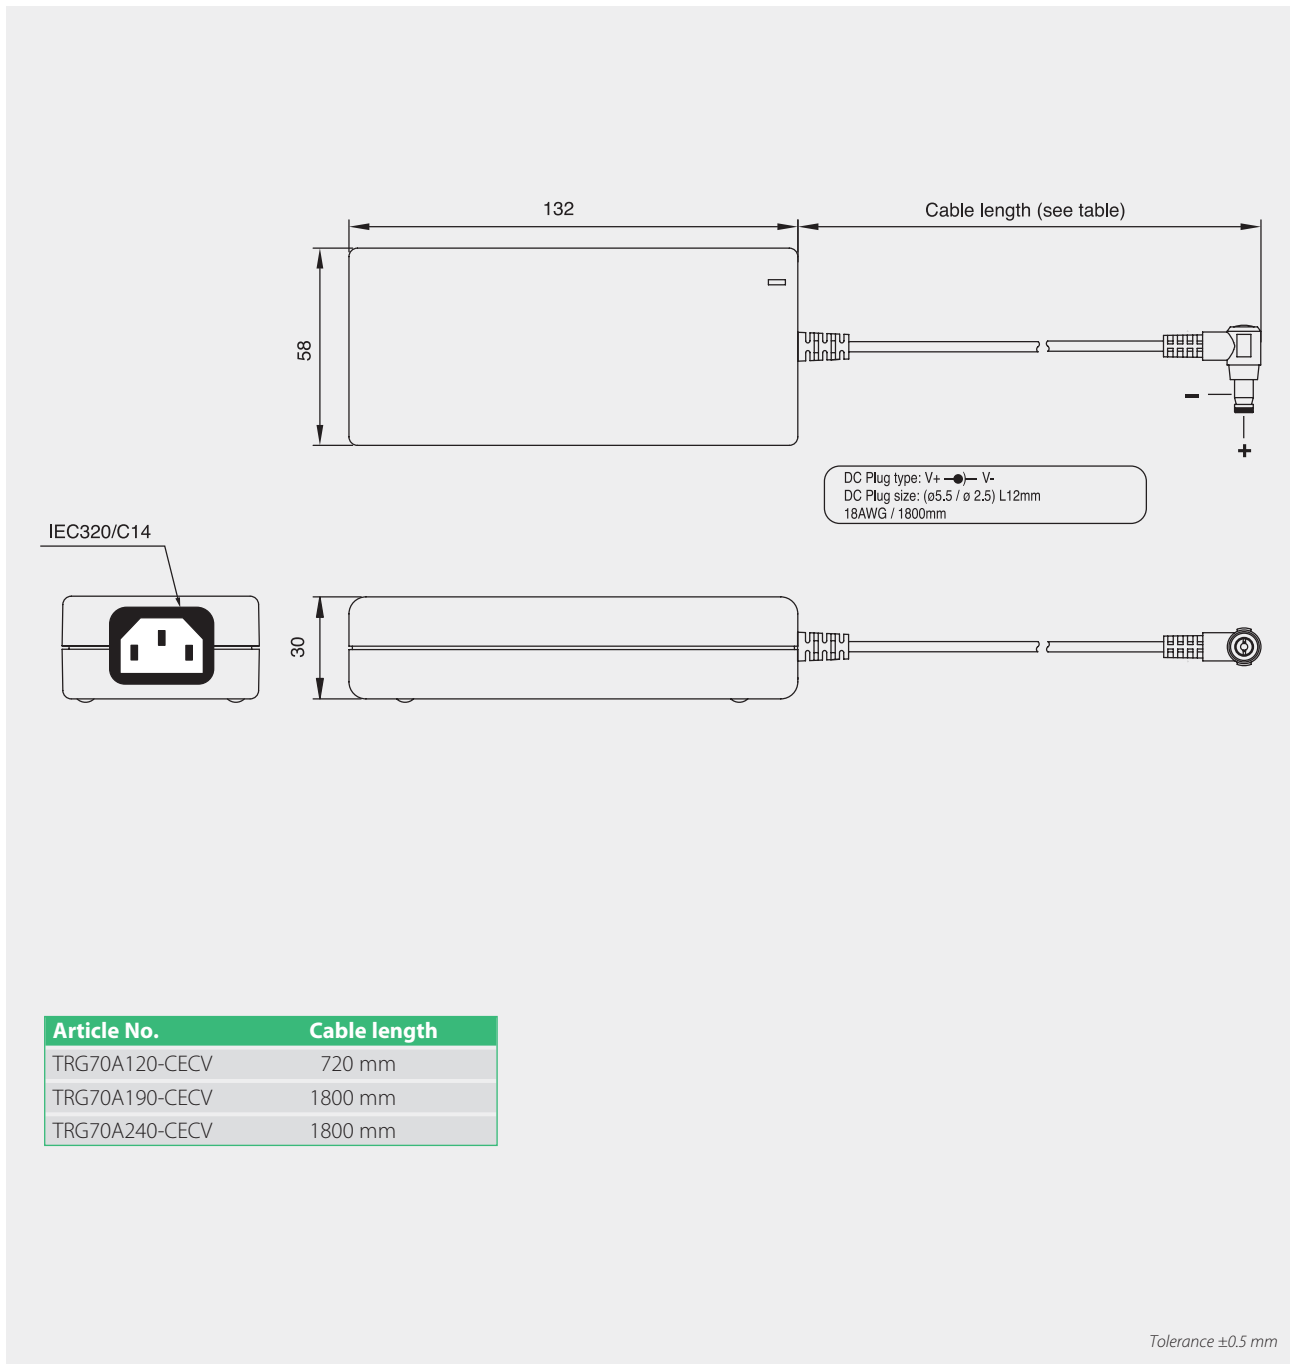 132
Cable length (see table)
58
-
+
DC Plug type: V+ V-
DC Plug size: (ø5.5 / ø 2.5) L12mm
18AWG / 1800mm
IEC320/C14
30
Article No. Cable length
TRG70A120-CECV 720 mm
TRG70A190-CECV 1800 mm
TRG70A240-CECV 1800 mm
Tolerance ±0.5 mm